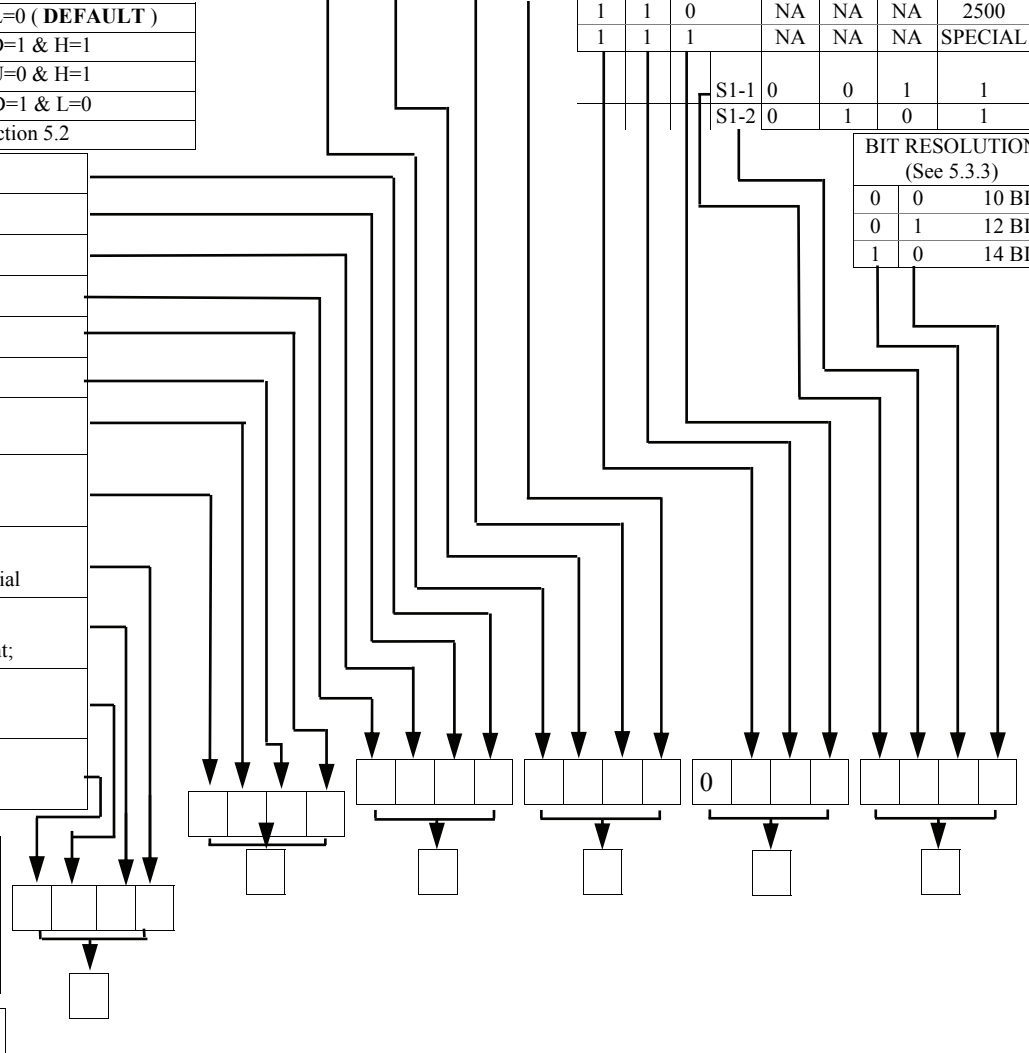 L=0 ( DEFAULT )
D=1 & H=1
U=0 & H=1
D=1 & L=0
ction 5.2
ial
nt;
1 1 0 NA NA NA 2500
1 1 1 NA NA NA SPECIAL
S1-1 0 0 1 1
S1-2 0 1 0 1
BIT RESOLUTION
(See 5.3.3)
0 0 10 BI
0 1 12 BI
1 0 14 BI
0